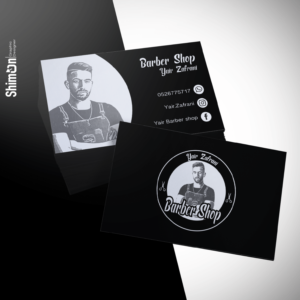 Shimon
Graphic
Designer
Barber Shop
Yair Zafrani
0526775717
Yair.Zafrani
Yair Barber shop
Yair Zafrani
Barber Shop